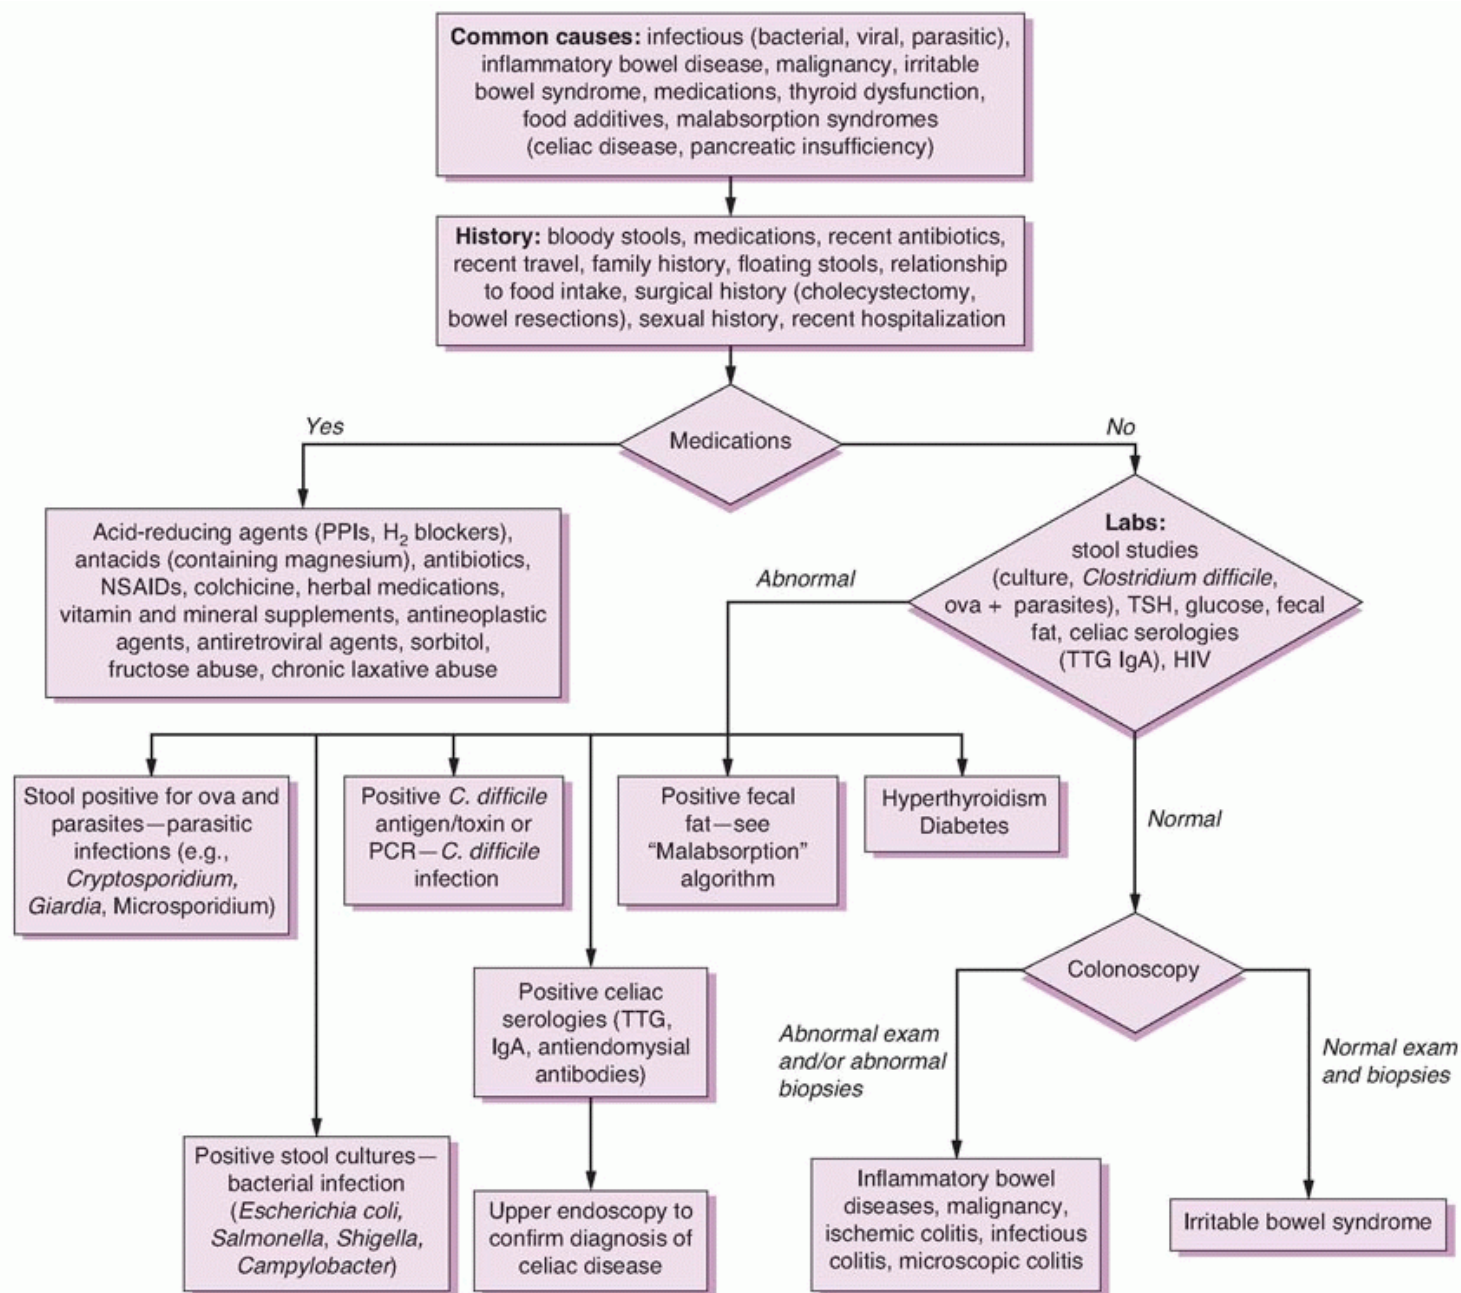 Common causes: infectious (bacterial, viral, parasitic),
inflammatory bowel disease, malignancy, irritable
bowel syndrome, medications, thyroid dysfunction,
food additives, malabsorption syndromes
(celiac disease, pancreatic insufficiency)
History: bloody stools, medications, recent antibiotics,
recent travel, family history, floating stools, relationship
to food intake, surgical history (cholecystectomy,
bowel resections), sexual history, recent hospitalization
Medications
Yes
No
Acid-reducing agents (PPIs, H2 blockers),
antacids (containing magnesium), antibiotics,
NSAIDs, colchicine, herbal medications,
vitamin and mineral supplements, antineoplastic
agents, antiretroviral agents, sorbitol,
fructose abuse, chronic laxative abuse
Labs:
stool studies
(culture, Clostridium difficile,
ova + parasites), TSH, glucose, fecal
fat, celiac serologies
(TTG IgA), HIV
Abnormal
Normal
Stool positive for ova and
parasites—parasitic
infections (e.g.,
Cryptosporidium,
Giardia, Microsporidium)
Positive C. difficile
antigen/toxin or
PCR—C. difficile
infection
Positive fecal
fat—see
“Malabsorption”
algorithm
Hyperthyroidism
Diabetes
Positive celiac
serologies (TTG,
IgA, antiendomysial
antibodies)
Colonoscopy
Abnormal exam
and/or abnormal
biopsies
Normal exam
and biopsies
Positive stool cultures—
bacterial infection
(Escherichia coli,
Salmonella, Shigella,
Campylobacter)
Upper endoscopy to
confirm diagnosis of
celiac disease
Inflammatory bowel
diseases, malignancy,
ischemic colitis, infectious
colitis, microscopic colitis
Irritable bowel syndrome